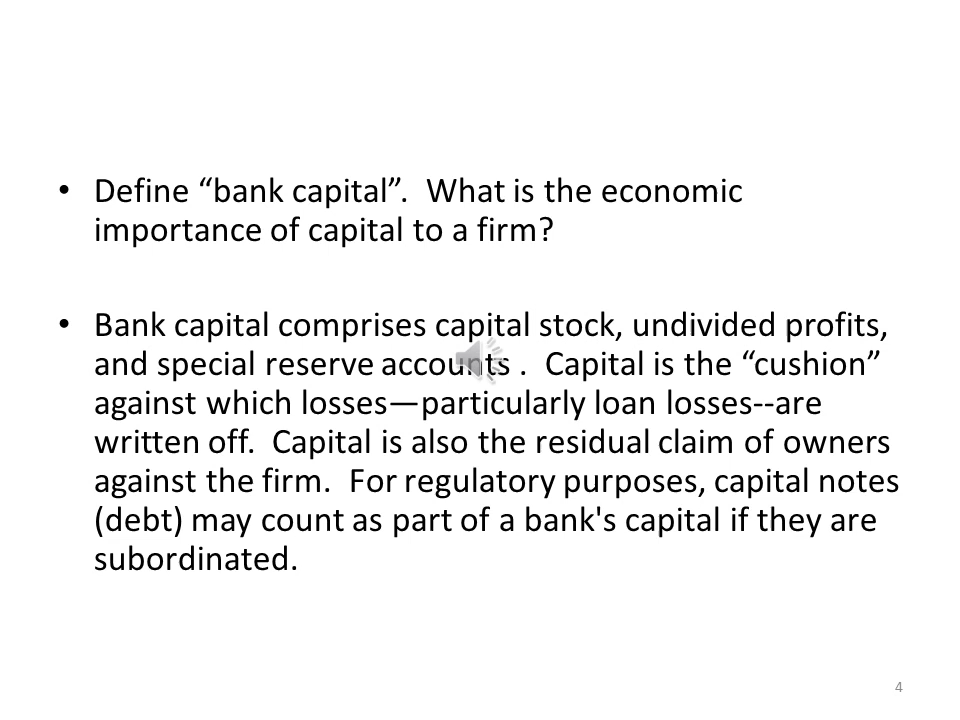 • Define “bank capital”.  What is the economic
importance of capital to a firm?
• Bank capital comprises capital stock, undivided profits,
and special reserve accounts .  Capital is the “cushion”
against which losses—particularly loan losses--are
written off.  Capital is also the residual claim of owners
against the firm.  For regulatory purposes, capital notes
(debt) may count as part of a bank's capital if they are
subordinated.
4